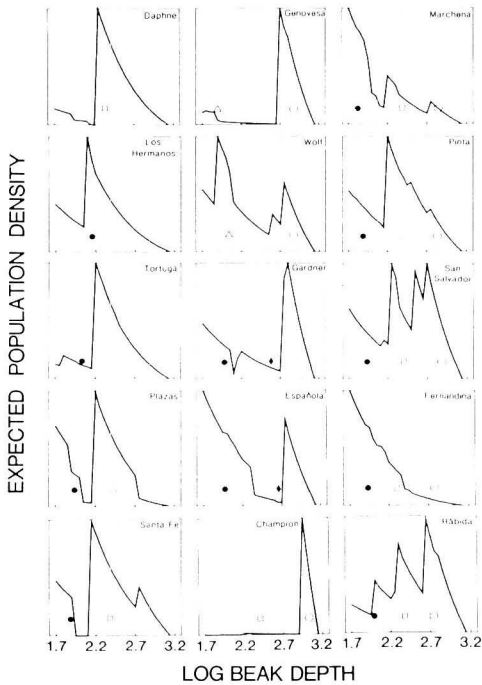 Daphne
Genovesa
Marchena
Los
Hermanos
Wolf
Pinta
Tortuga
Gardner
San
Salvador
Plazas
Española
Fernandina
Santa Fe
Champion
Rábida
1.7 2.2 2.7 3.2
1.7 2.2 2.7 3.2
1.7 2.2 2.7 3.2
EXPECTED POPULATION DENSITY
LOG BEAK DEPTH